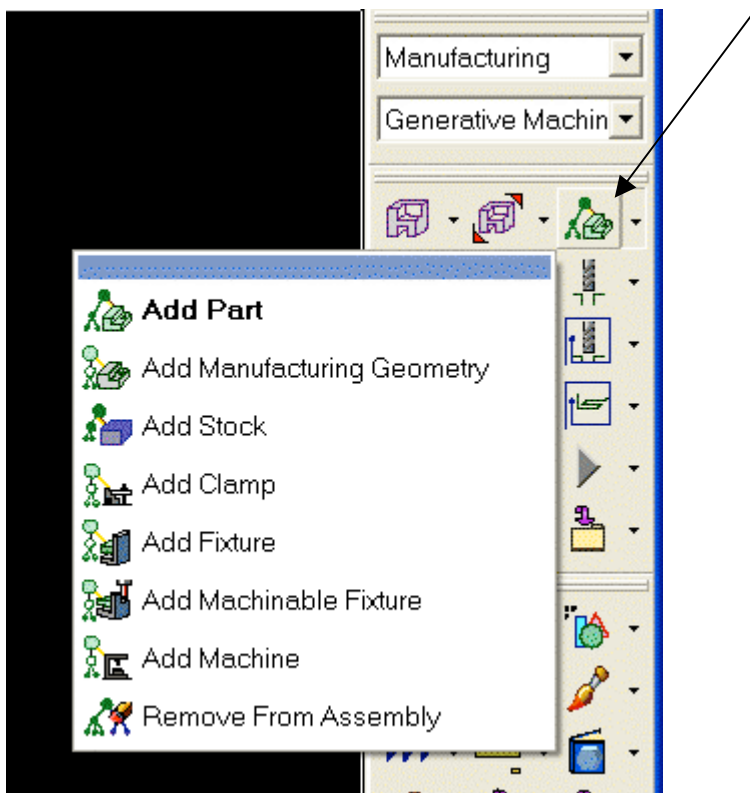 Manufacturing
Generative Machin
Add Part
Add Manufacturing Geometry
Add Stock
Add Clamp
Add Fixture
Add Machinable Fixture
Add Machine
Remove From Assembly